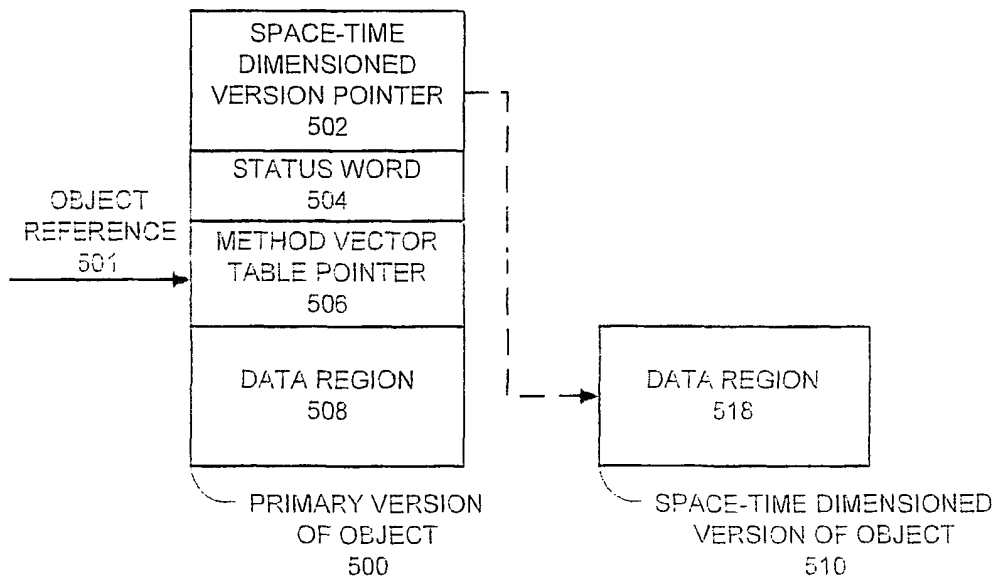 SPACE-TIME
DIMENSIONED
VERSION POINTER
502
STATUS WORD
504
OBJECT
REFERENCE
501
METHOD VECTOR
TABLE POINTER
506
DATA REGION
508
DATA REGION
518
PRIMARY VERSION
OF OBJECT
500
SPACE-TIME DIMENSIONED
VERSION OF OBJECT
510